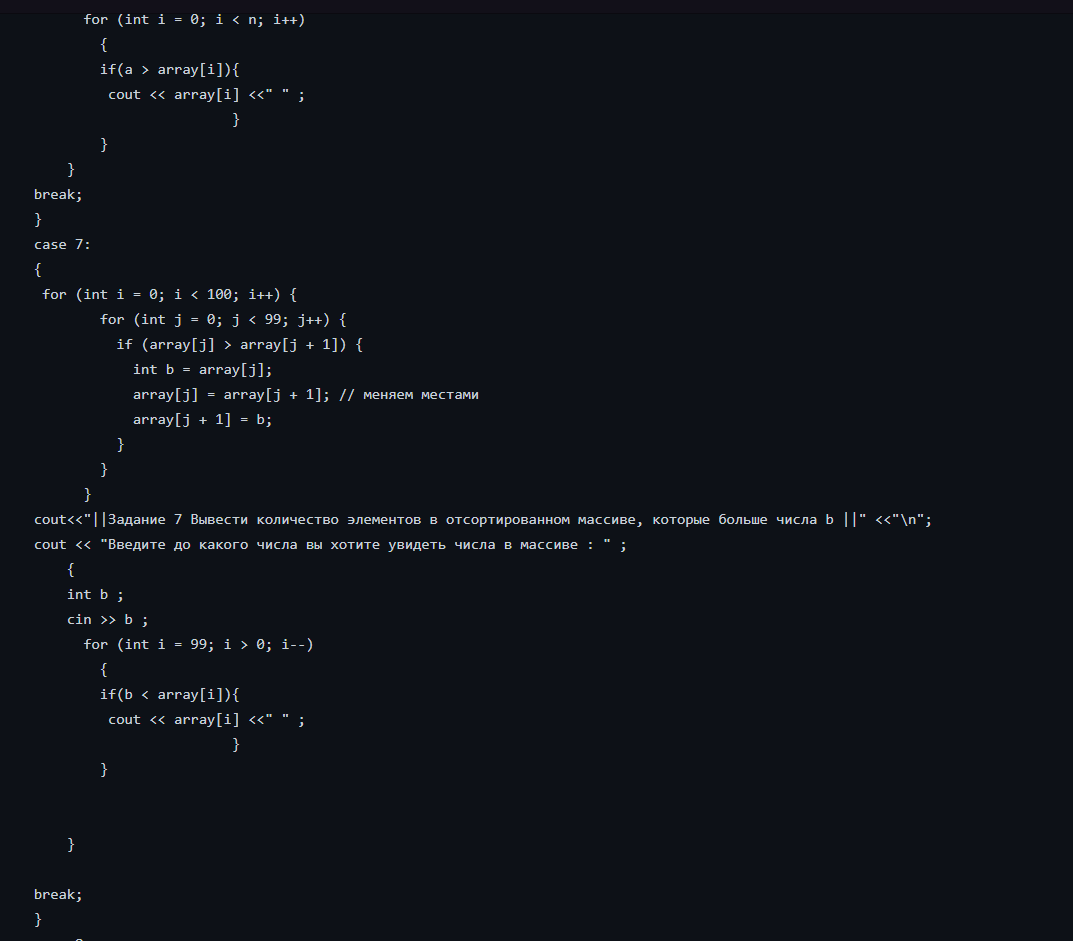 for (int i = 0; i < n; i++)
{
if(a > array[i]){
cout << array[i] <<" " ;
}
}
}
break;
}
case 7:
{
for (int i = 0; i < 100; i++) {
for (int j = 0; j < 99; j++) {
if (array[j] > array[j + 1]) {
int b = array[j];
array[j] = array[j + 1]; // меняем местами
array[j + 1] = b;
}
}
}
cout<<"||Задание 7 Вывести количество элементов в отсортированном массиве, которые больше числа b ||" <<"\n";
cout << "Введите до какого числа вы хотите увидеть числа в массиве : " ;
{
int b ;
cin >> b ;
for (int i = 99; i > 0; i--)
{
if(b < array[i]){
cout << array[i] <<" " ;
}
}
}
break;
}